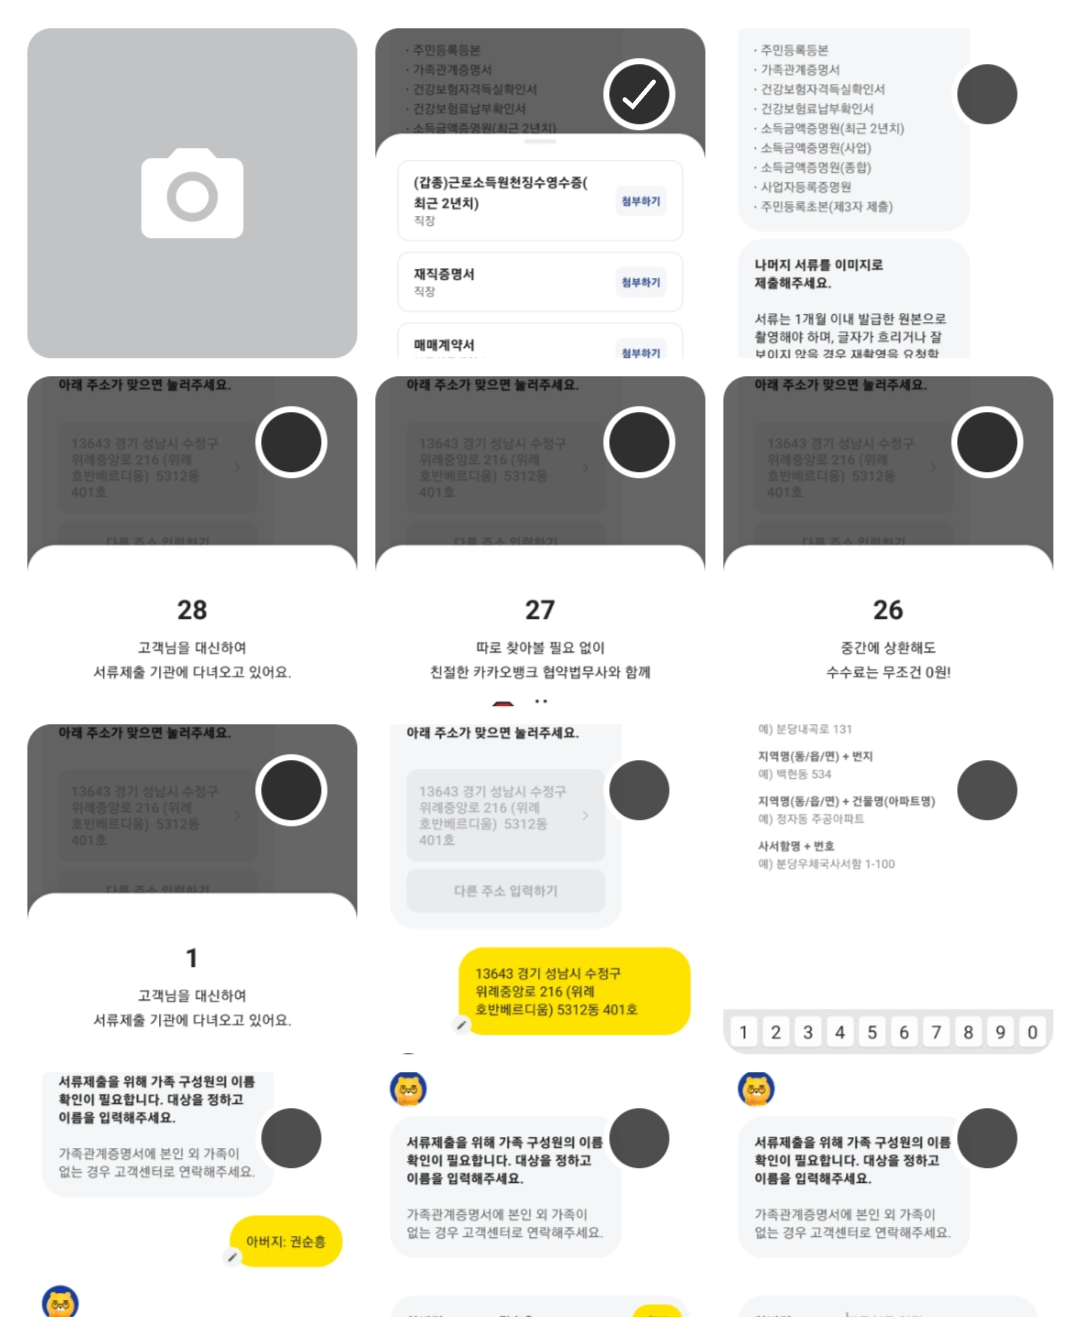 · 주민등록등본
· 가족관계증명서
· 건강보험자격득실확인서
· 건강보험료납부확인서
· 소득금액증명원(최근 2년치)
(갑종)근로소득원천징수영수증(
최근 2년치)
직장
첨부하기
재직증명서
직장
첨부하기
매매계약서
첨부하기
· 주민등록등본
· 가족관계증명서
· 건강보험자격득실확인서
· 건강보험료납부확인서
· 소득금액증명원(최근 2년치)
· 소득금액증명원(사업)
· 소득금액증명원(종합)
· 사업자등록증명원
· 주민등록초본(제3자 제출)
나머지 서류를 이미지로
제출해주세요.
서류는 1개월 이내 발급한 원본으로
촬영해야 하며, 글자가 흐리거나 잘
보이지 않을 경우 재촬영을 요청할
아래 주소가 맞으면 눌러주세요.
13643 경기 성남시 수정구
위례중앙로 216 (위례
호반베르디움) 5312동
401호
다른 주소 입력하기
28
고객님을 대신하여
서류제출 기관에 다녀오고 있어요.
아래 주소가 맞으면 눌러주세요.
13643 경기 성남시 수정구
위례중앙로 216 (위례
호반베르디움) 5312동
401호
다른 주소 입력하기
27
따로 찾아볼 필요 없이
친절한 카카오뱅크 협약법무사와 함께
아래 주소가 맞으면 눌러주세요.
13643 경기 성남시 수정구
위례중앙로 216 (위례
호반베르디움) 5312동
401호
다른 주소 입력하기
26
중간에 상환해도
수수료는 무조건 0원!
아래 주소가 맞으면 눌러주세요.
13643 경기 성남시 수정구
위례중앙로 216 (위례
호반베르디움) 5312동
401호
다른 주소 입력하기
1
고객님을 대신하여
서류제출 기관에 다녀오고 있어요.
아래 주소가 맞으면 눌러주세요.
13643 경기 성남시 수정구
위례중앙로 216 (위례
호반베르디움) 5312동
401호
다른 주소 입력하기
13643 경기 성남시 수정구
위례중앙로 216 (위례
호반베르디움) 5312동 401호
예) 분당내곡로 131
지역명(동/읍/면) + 번지
예) 백현동 534
지역명(동/읍/면) + 건물명(아파트명)
예) 정자동 주공아파트
사서함명 + 번호
예) 분당우체국사서함 1-100
1 2 3 4 5 6 7 8 9 0
서류제출을 위해 가족 구성원의 이름
확인이 필요합니다. 대상을 정하고
이름을 입력해주세요.
가족관계증명서에 본인 외 가족이
없는 경우 고객센터로 연락해주세요.
아버지: 권순흥
서류제출을 위해 가족 구성원의 이름
확인이 필요합니다. 대상을 정하고
이름을 입력해주세요.
가족관계증명서에 본인 외 가족이
없는 경우 고객센터로 연락해주세요.
서류제출을 위해 가족 구성원의 이름
확인이 필요합니다. 대상을 정하고
이름을 입력해주세요.
가족관계증명서에 본인 외 가족이
없는 경우 고객센터로 연락해주세요.